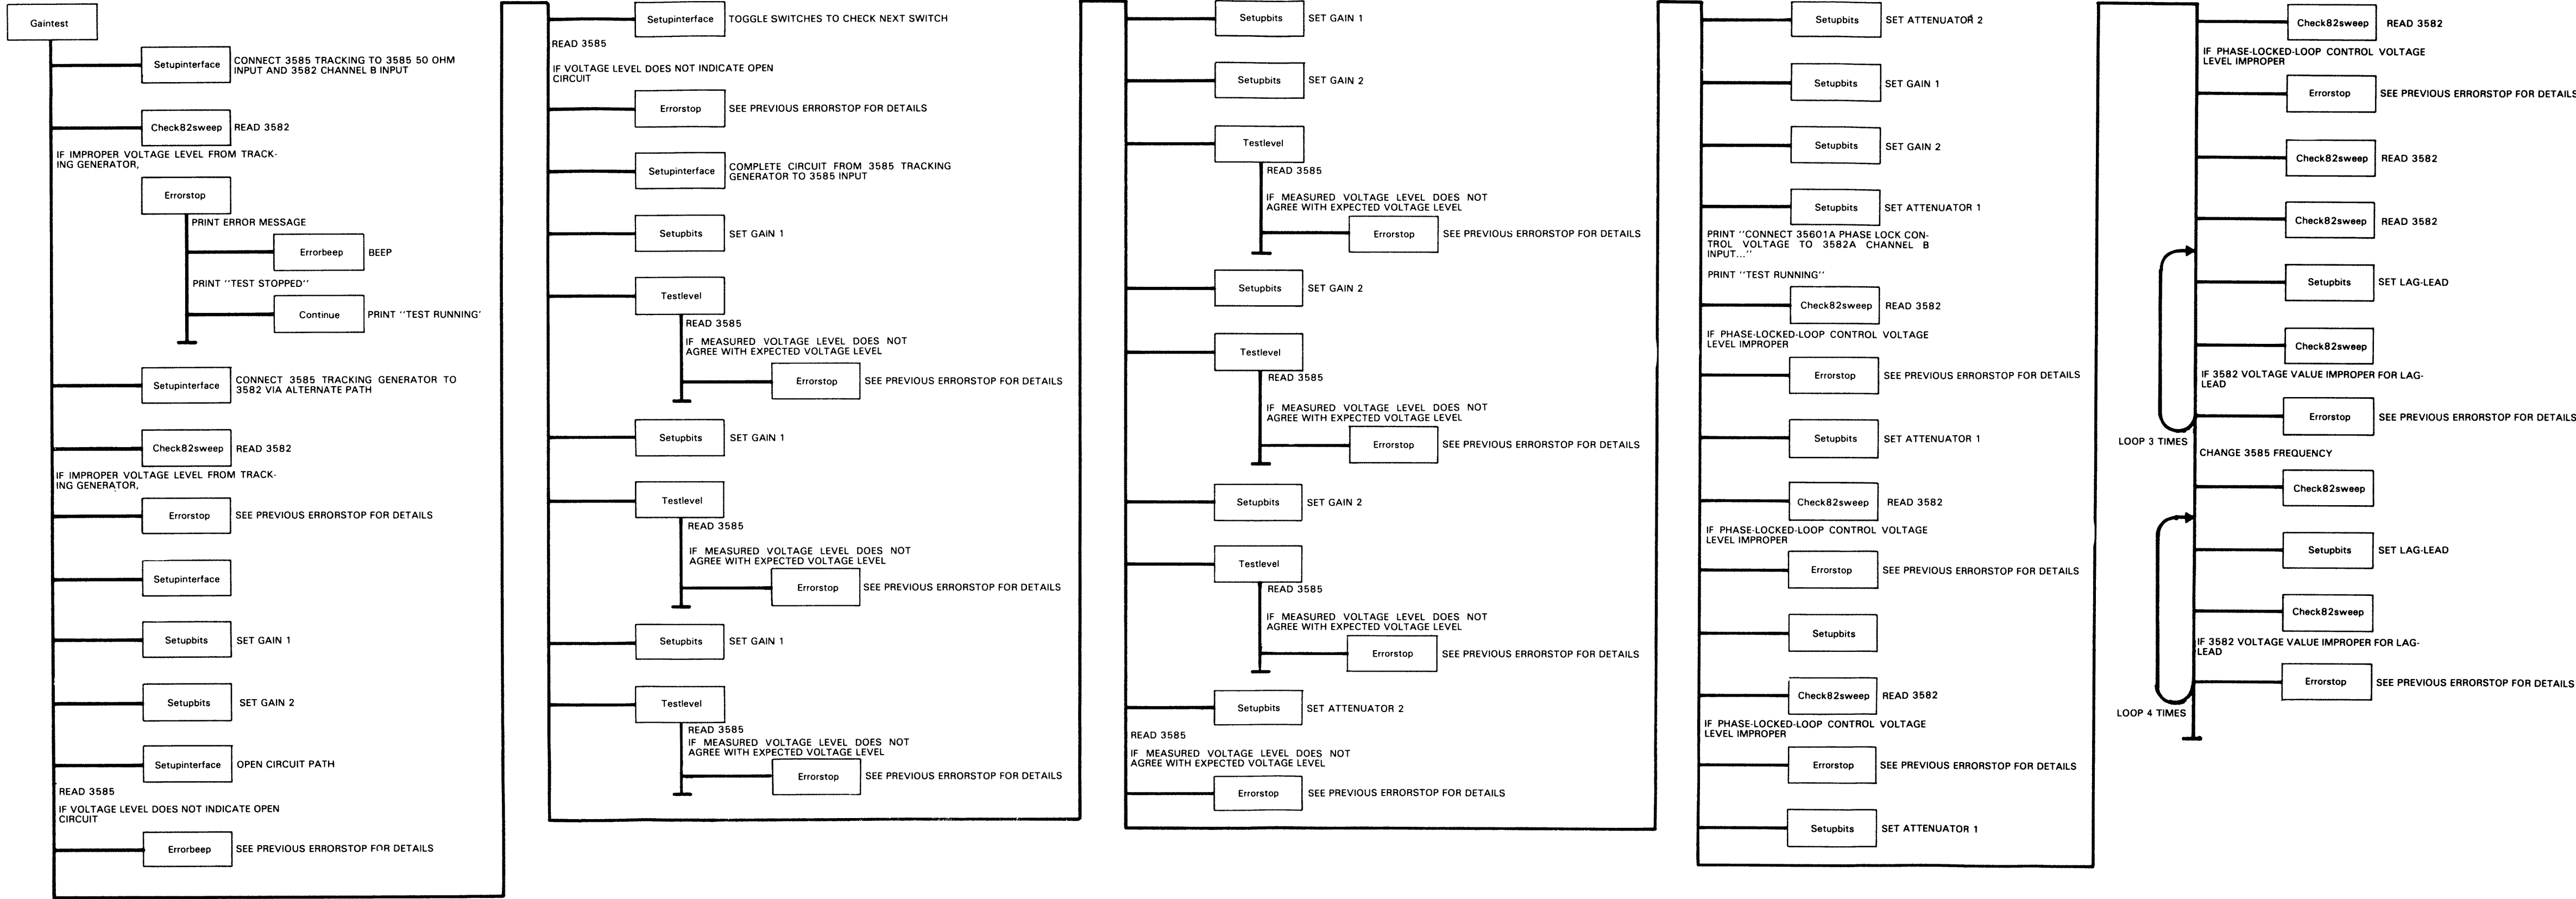 Gaintest
Setupinterface
CONNECT 3585 TRACKING TO 3585 50 OHM
INPUT AND 3582 CHANNEL B INPUT
Check82sweep
READ 3582
IF IMPROPER VOLTAGE LEVEL FROM TRACK-
ING GENERATOR,
Errorstop
PRINT ERROR MESSAGE
Errorbeep
BEEP
PRINT ''TEST STOPPED''
Continue
PRINT ''TEST RUNNING'
Setupinterface
CONNECT 3585 TRACKING GENERATOR TO
3582 VIA ALTERNATE PATH
Check82sweep
READ 3582
IF IMPROPER VOLTAGE LEVEL FROM TRACK-
ING GENERATOR,
Errorstop
SEE PREVIOUS ERRORSTOP FOR DETAILS
Setupinterface
Setupbits
SET GAIN 1
Setupbits
SET GAIN 2
Setupinterface
OPEN CIRCUIT PATH
READ 3585
IF VOLTAGE LEVEL DOES NOT INDICATE OPEN
CIRCUIT
Errorbeep
SEE PREVIOUS ERRORSTOP FOR DETAILS
Setupinterface
TOGGLE SWITCHES TO CHECK NEXT SWITCH
READ 3585
IF VOLTAGE LEVEL DOES NOT INDICATE OPEN
CIRCUIT
Errorstop
SEE PREVIOUS ERRORSTOP FOR DETAILS
Setupinterface
COMPLETE CIRCUIT FROM 3585 TRACKING
GENERATOR TO 3585 INPUT
Setupbits
SET GAIN 1
Testlevel
READ 3585
IF MEASURED VOLTAGE LEVEL DOES NOT
AGREE WITH EXPECTED VOLTAGE LEVEL
Errorstop
SEE PREVIOUS ERRORSTOP FOR DETAILS
Setupbits
SET GAIN 1
Testlevel
READ 3585
IF MEASURED VOLTAGE LEVEL DOES NOT
AGREE WITH EXPECTED VOLTAGE LEVEL
Errorstop
SEE PREVIOUS ERRORSTOP FOR DETAILS
Setupbits
SET GAIN 1
Testlevel
READ 3585
IF MEASURED VOLTAGE LEVEL DOES NOT
AGREE WITH EXPECTED VOLTAGE LEVEL
Errorstop
SEE PREVIOUS ERRORSTOP FOR DETAILS
Setupbits
SET GAIN 1
Setupbits
SET GAIN 2
Testlevel
READ 3585
IF MEASURED VOLTAGE LEVEL DOES NOT
AGREE WITH EXPECTED VOLTAGE LEVEL
Errorstop
SEE PREVIOUS ERRORSTOP FOR DETAILS
Setupbits
SET GAIN 2
Testlevel
READ 3585
IF MEASURED VOLTAGE LEVEL DOES NOT
AGREE WITH EXPECTED VOLTAGE LEVEL
Errorstop
SEE PREVIOUS ERRORSTOP FOR DETAILS
Setupbits
SET GAIN 2
Testlevel
READ 3585
IF MEASURED VOLTAGE LEVEL DOES NOT
AGREE WITH EXPECTED VOLTAGE LEVEL
Errorstop
SEE PREVIOUS ERRORSTOP FOR DETAILS
Setupbits
SET ATTENUATOR 2
READ 3585
IF MEASURED VOLTAGE LEVEL DOES NOT
AGREE WITH EXPECTED VOLTAGE LEVEL
Errorstop
SEE PREVIOUS ERRORSTOP FOR DETAILS
Setupbits
SET ATTENUATOR 2
Setupbits
SET GAIN 1
Setupbits
SET GAIN 2
Setupbits
SET ATTENUATOR 1
PRINT ''CONNECT 35601A PHASE LOCK CON-
TROL VOLTAGE TO 3582A CHANNEL B
INPUT...''
PRINT ''TEST RUNNING''
Check82sweep
READ 3582
IF PHASE-LOCKED-LOOP CONTROL VOLTAGE
LEVEL IMPROPER
Errorstop
SEE PREVIOUS ERRORSTOP FOR DETAILS
Setupbits
SET ATTENUATOR 1
Check82sweep
READ 3582
IF PHASE-LOCKED-LOOP CONTROL VOLTAGE
LEVEL IMPROPER
Errorstop
SEE PREVIOUS ERRORSTOP FOR DETAILS
Setupbits
Check82sweep
READ 3582
IF PHASE-LOCKED-LOOP CONTROL VOLTAGE
LEVEL IMPROPER
Errorstop
SEE PREVIOUS ERRORSTOP FOR DETAILS
Setupbits
SET ATTENUATOR 1
Check82sweep
READ 3582
IF PHASE-LOCKED-LOOP CONTROL VOLTAGE
LEVEL IMPROPER
Errorstop
SEE PREVIOUS ERRORSTOP FOR DETAILS
Check82sweep
READ 3582
Check82sweep
READ 3582
Setupbits
SET LAG-LEAD
Check82sweep
IF 3582 VOLTAGE VALUE IMPROPER FOR LAG-
LEAD
Errorstop
SEE PREVIOUS ERRORSTOP FOR DETAILS
LOOP 3 TIMES
CHANGE 3585 FREQUENCY
Check82sweep
Setupbits
SET LAG-LEAD
Check82sweep
IF 3582 VOLTAGE VALUE IMPROPER FOR LAG-
LEAD
Errorstop
SEE PREVIOUS ERRORSTOP FOR DETAILS
LOOP 4 TIMES